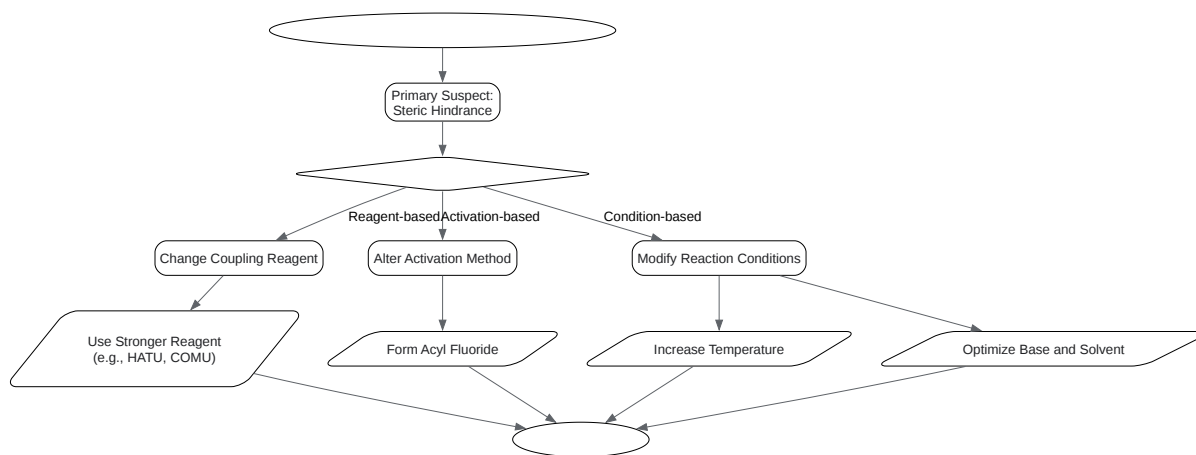 Primary Suspect:
Steric Hindrance
Reagent-based
Activation-based
Condition-based
Change Coupling Reagent
Alter Activation Method
Modify Reaction Conditions
Use Stronger Reagent
(e.g., HATU, COMU)
Form Acyl Fluoride
Increase Temperature
Optimize Base and Solvent